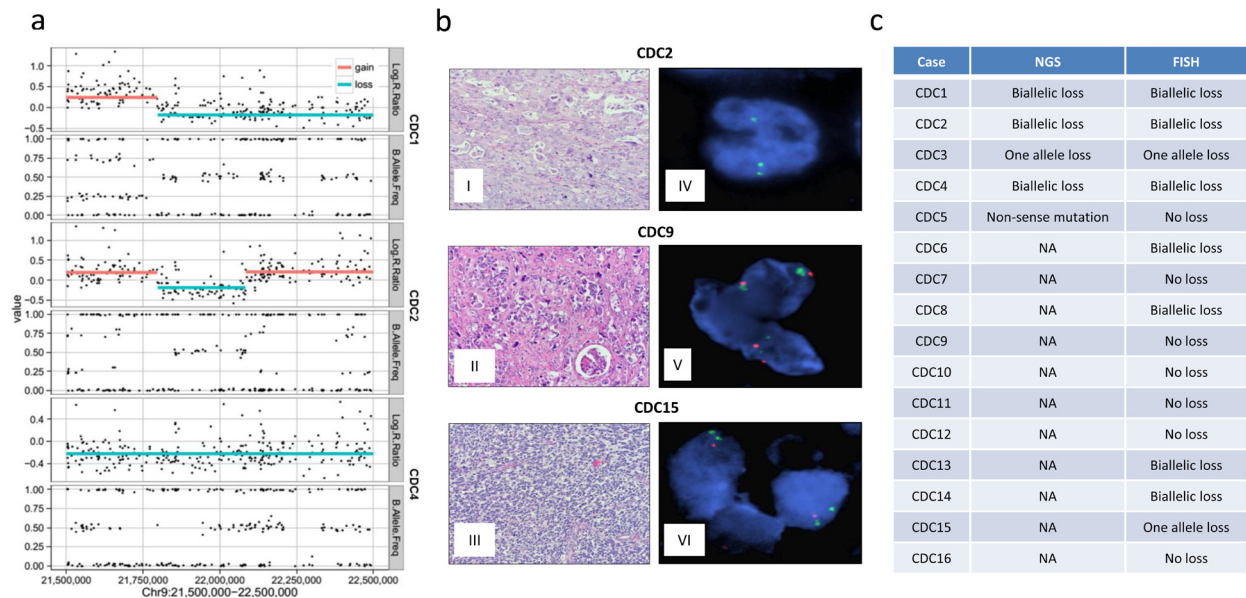 a
1.0
0.5
0.0
−0.5
gain
loss
Log.R.Ratio
1.00
0.75
0.50
0.25
0.00
B.Allele.Freq
CDC1
1.0
0.5
0.0
−0.5
Log.R.Ratio
1.00
0.75
0.50
0.25
0.00
B.Allele.Freq
CDC2
0.4
0.0
−0.4
Log.R.Ratio
1.00
0.75
0.50
0.25
0.00
B.Allele.Freq
CDC4
value
21,500,000 21,750,000 22,000,000 22,250,000 22,500,000
Chr9:21,500,000−22,500,000
b
CDC2
I IV
CDC9
II V
CDC15
III VI
c
Case NGS FISH
CDC1 Biallelic loss Biallelic loss
CDC2 Biallelic loss Biallelic loss
CDC3 One allele loss One allele loss
CDC4 Biallelic loss Biallelic loss
CDC5 Non-sense mutation No loss
CDC6 NA Biallelic loss
CDC7 NA No loss
CDC8 NA Biallelic loss
CDC9 NA No loss
CDC10 NA No loss
CDC11 NA No loss
CDC12 NA No loss
CDC13 NA Biallelic loss
CDC14 NA Biallelic loss
CDC15 NA One allele loss
CDC16 NA No loss